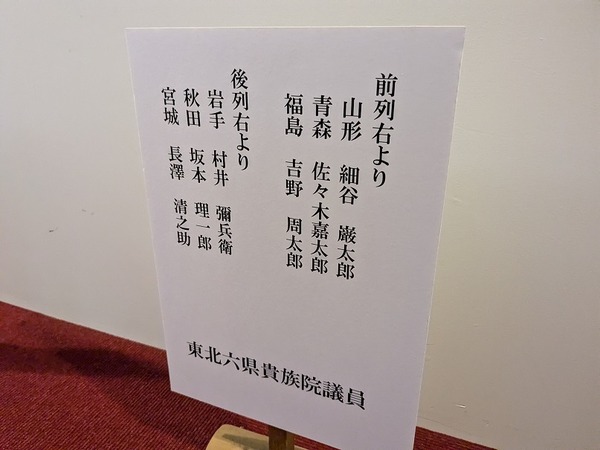 前列右より
山形 細谷 巌太郎
青森 佐々木嘉太郎
福島 吉野 周太郎
後列右より
岩手 村井 彌兵衛
秋田 坂本 理一郎
宮城 長澤 清之助
東北六県貴族院議員